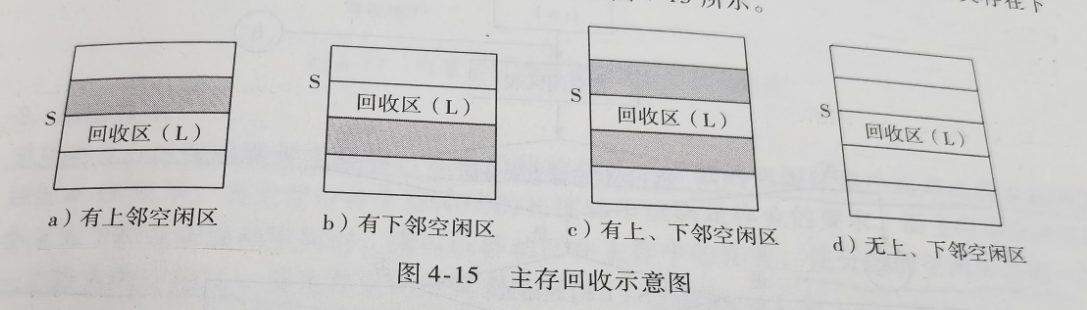 15 所示。
S
回收区（L）
S
回收区（L）
S
回收区（L）
S
回收区（L）
a）有上邻空闲区
b）有下邻空闲区
c）有上、下邻空闲区
d）无上、下邻空闲区
图 4-15 主存回收示意图